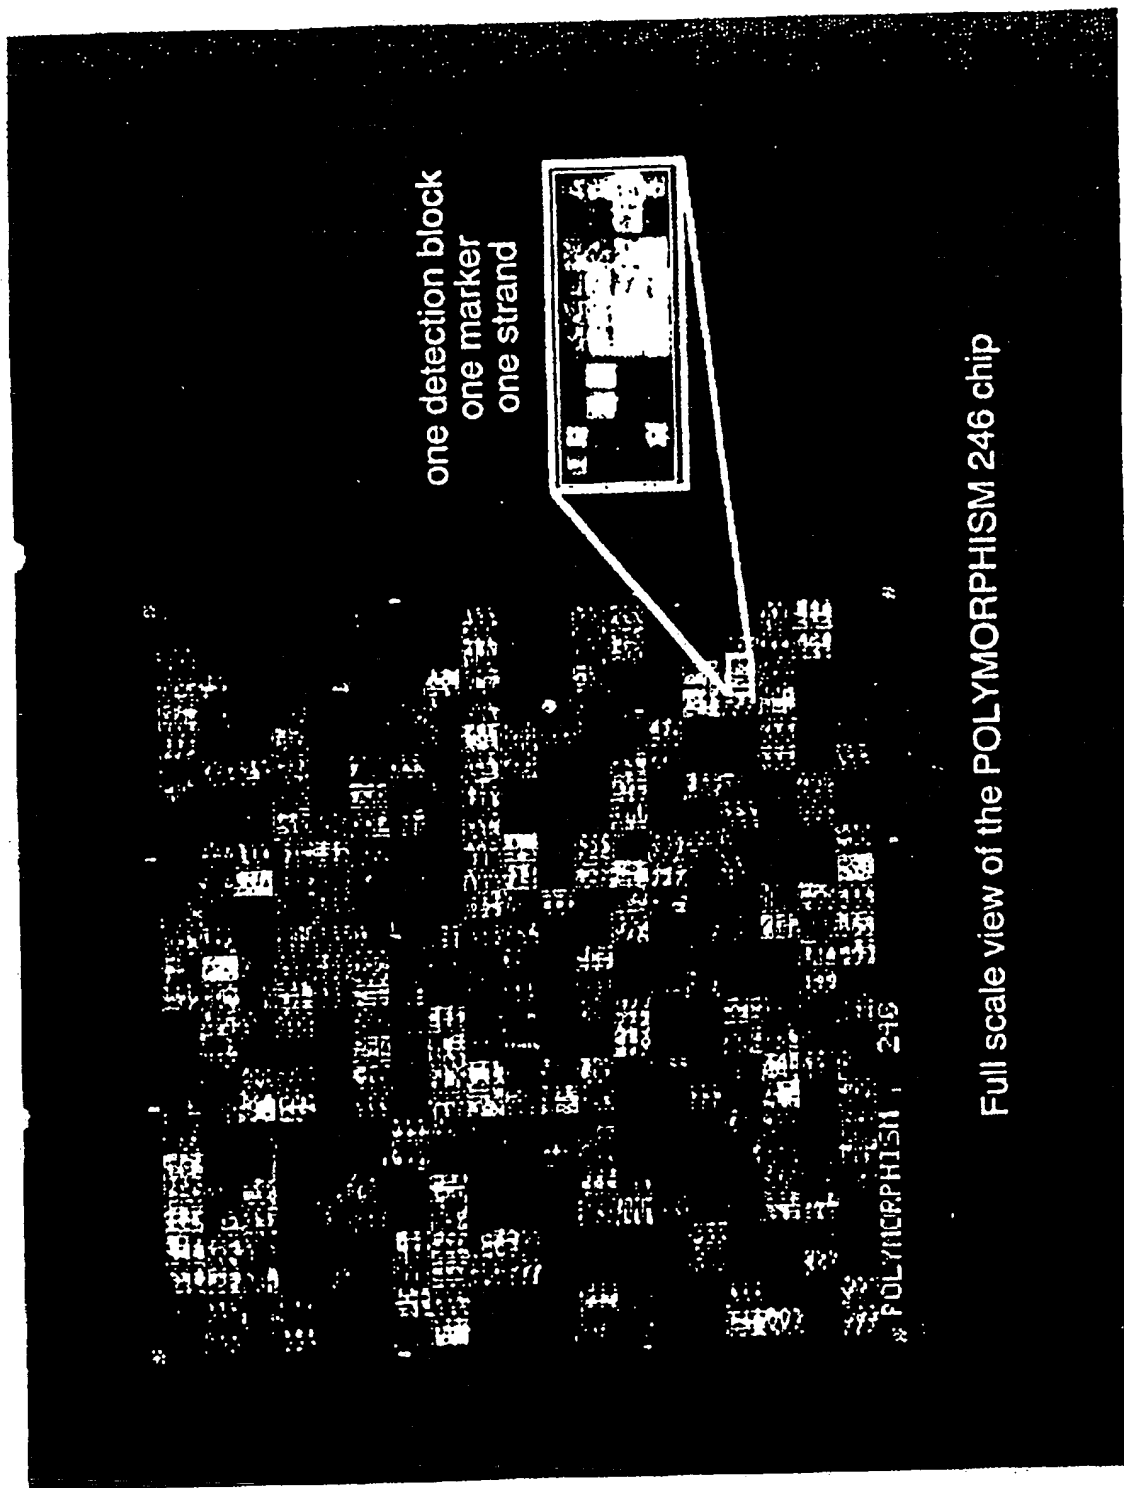 one detection block
one marker
one strand
POLYMORPHISM : 246
Full scale view of the POLYMORPHISM 246 chip